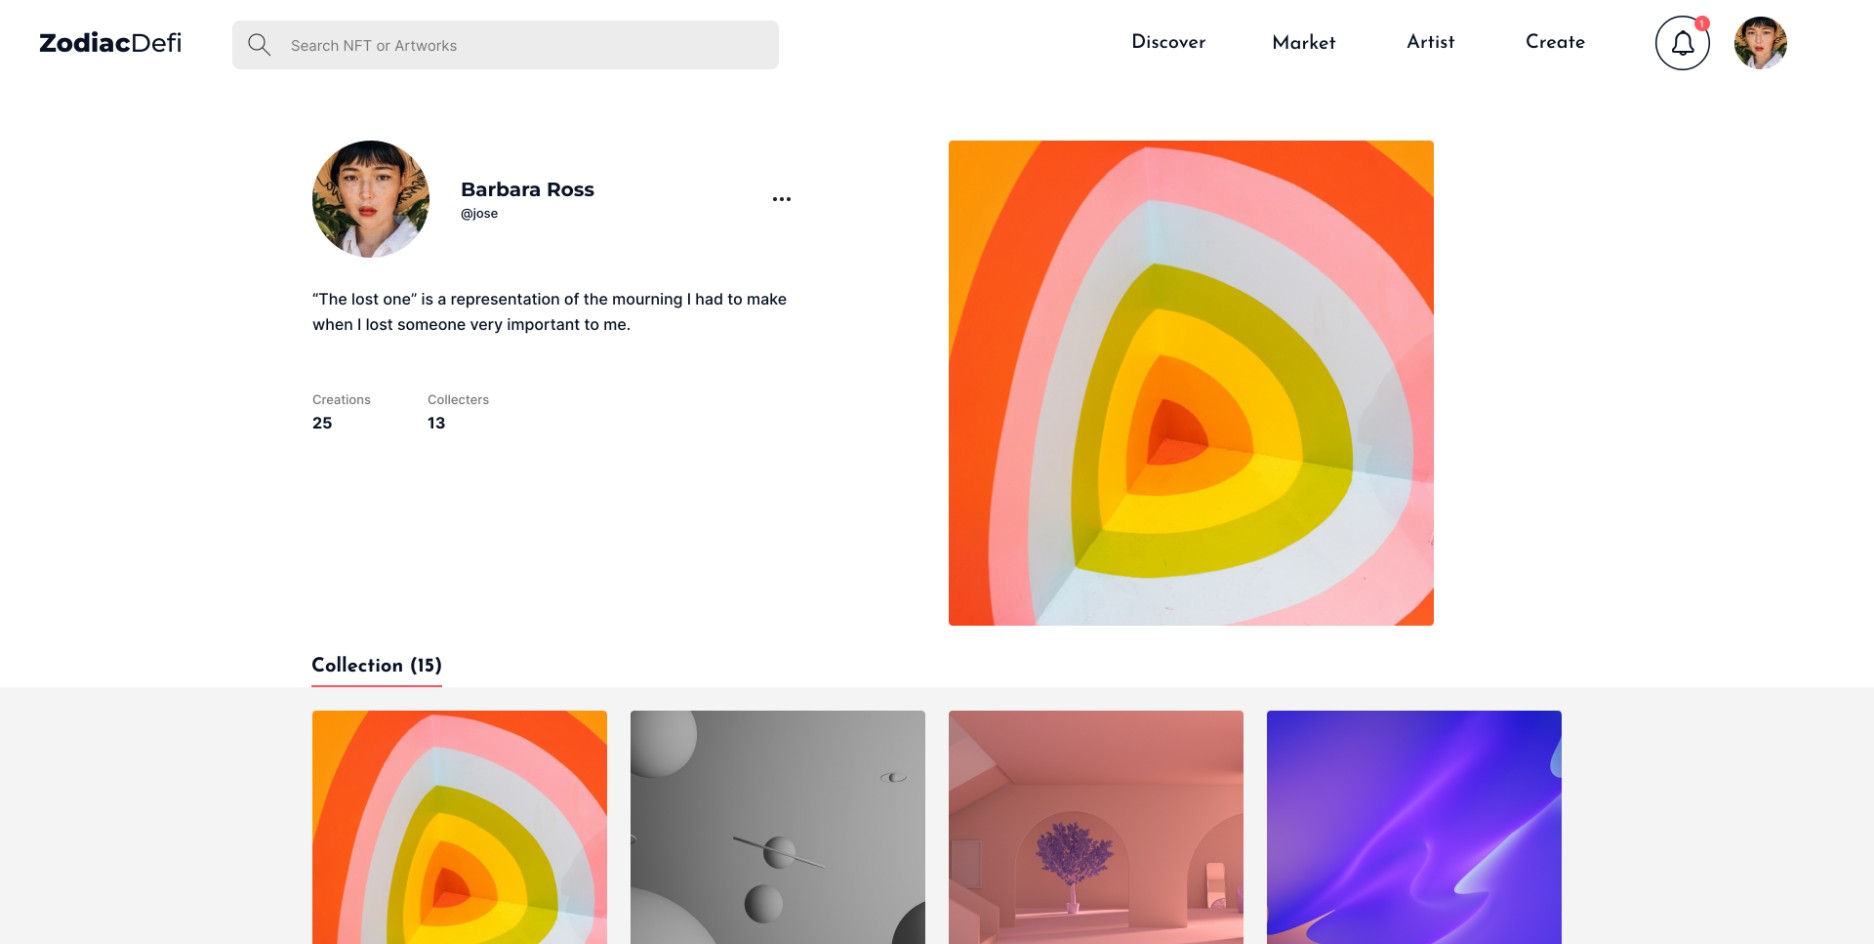 ZodiacDefi
Search NFT or Artworks
Discover
Market
Artist
Create
1
Barbara Ross
@jose
“The lost one” is a representation of the mourning I had to make
when I lost someone very important to me.
Creations
Collecters
25
13
Collection (15)